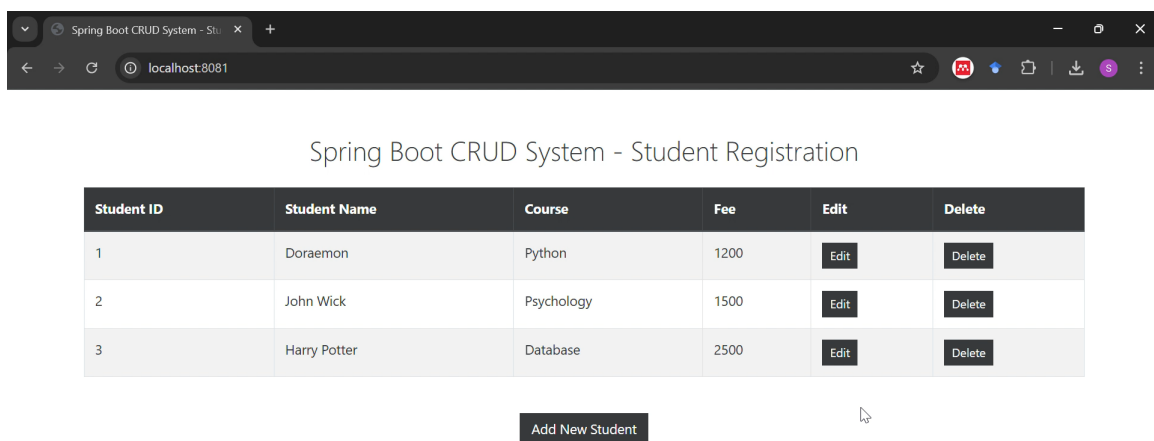 Spring Boot CRUD System - Stu
localhost:8081
S
Spring Boot CRUD System - Student Registration
Student ID Student Name Course Fee Edit Delete
1 Doraemon Python 1200 Edit Delete
2 John Wick Psychology 1500 Edit Delete
3 Harry Potter Database 2500 Edit Delete
Add New Student